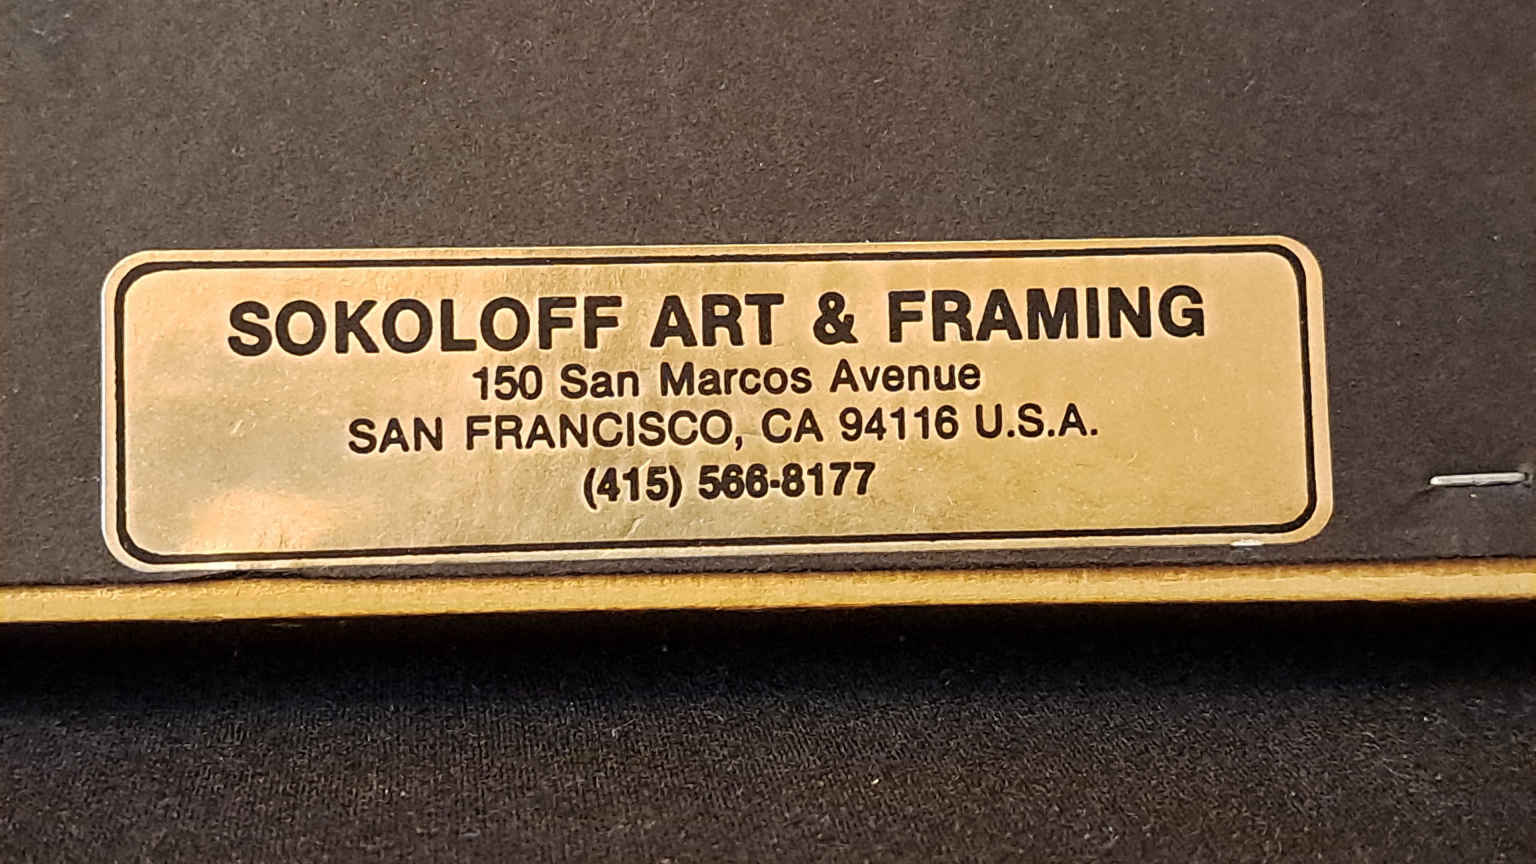 SOKOLOFF ART & FRAMING
150 San Marcos Avenue
SAN FRANCISCO, CA 94116 U.S.A.
(415) 566-8177